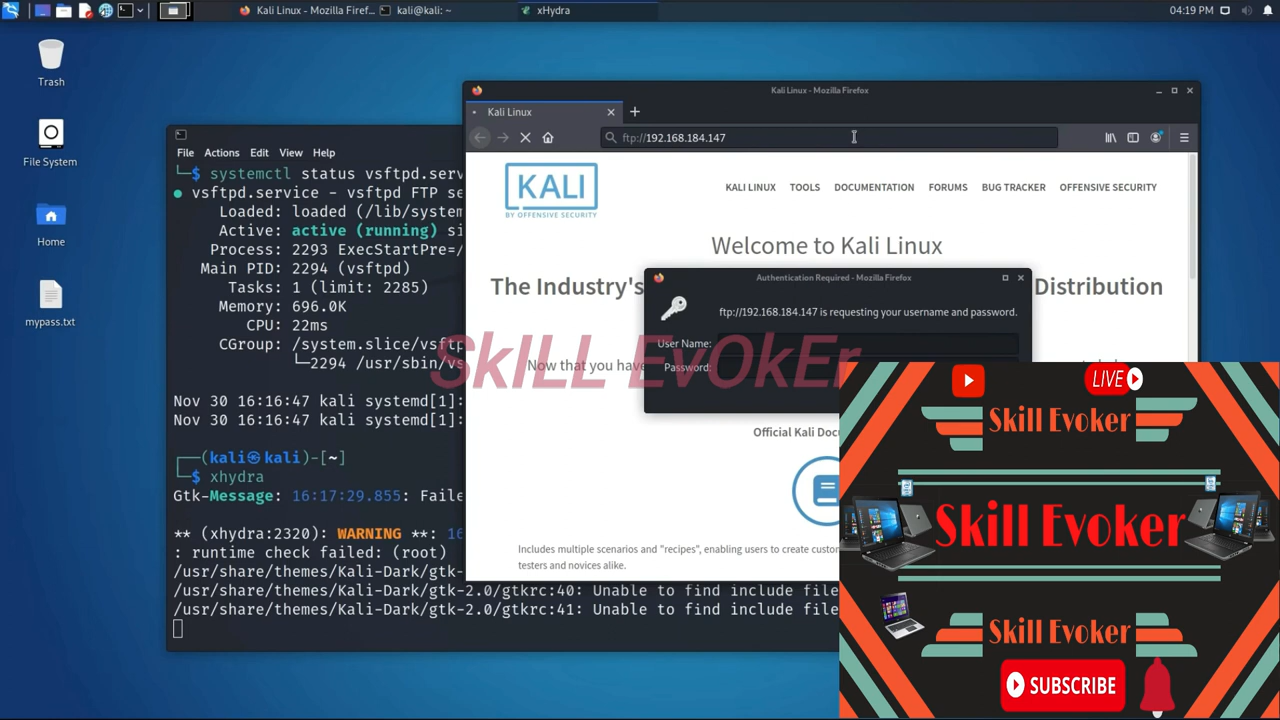 Kali Linux - Mozilla Firef...
kali@kali: ~
xHydra
04:19 PM
Trash
File System
Home
mypass.txt
File Actions Edit View Help
└─$ systemctl status vsftpd.serv
● vsftpd.service - vsftpd FTP se
Loaded: loaded (/lib/system
Active: active (running) si
Process: 2293 ExecStartPre=/
Main PID: 2294 (vsftpd)
Tasks: 1 (limit: 2285)
Memory: 696.0K
CPU: 22ms
CGroup: /system.slice/vsftp
└─2294 /usr/sbin/vs
Nov 30 16:16:47 kali systemd[1]:
Nov 30 16:16:47 kali systemd[1]:
┌──(kali㉿kali)-[~]
└─$ xhydra
Gtk-Message: 16:17:29.855: Faile
** (xhydra:2320): WARNING **: 16
: runtime check failed: (root)
/usr/share/themes/Kali-Dark/gtk-
/usr/share/themes/Kali-Dark/gtk-2.0/gtkrc:40: Unable to find include file
/usr/share/themes/Kali-Dark/gtk-2.0/gtkrc:41: Unable to find include file
Kali Linux - Mozilla Firefox
Kali Linux
ftp://192.168.184.147
KALI
BY OFFENSIVE SECURITY
KALI LINUX TOOLS DOCUMENTATION FORUMS BUG TRACKER OFFENSIVE SECURITY
Welcome to Kali Linux
The Industry's
Distribution
Now that you have
Authentication Required - Mozilla Firefox
ftp://192.168.184.147 is requesting your username and password.
User Name:
Password:
SkILL EvOkEr
Official Kali Docu
Includes multiple scenarios and "recipes", enabling users to create custom
testers and novices alike.
LIVE
Skill Evoker
Skill Evoker
Skill Evoker
SUBSCRIBE